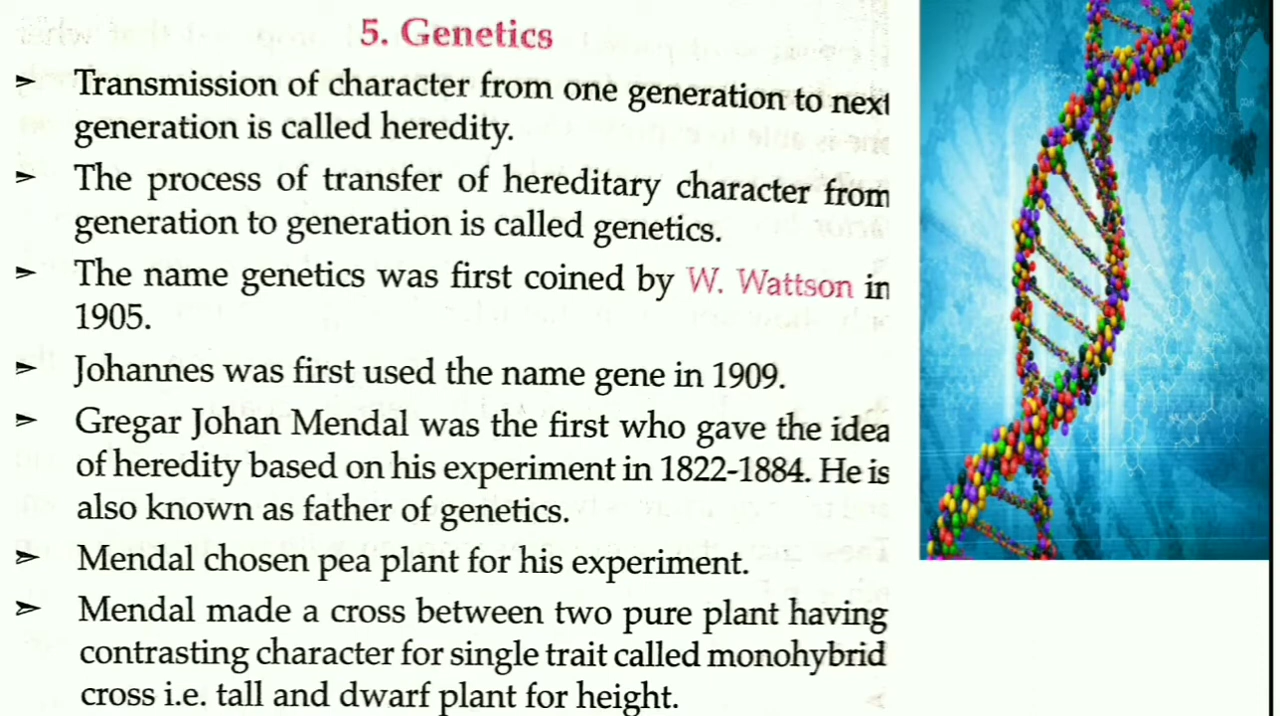 5. Genetics
➢ Transmission of character from one generation to next
generation is called heredity.
➢ The process of transfer of hereditary character from
generation to generation is called genetics.
➢ The name genetics was first coined by W. Wattson in
1905.
➢ Johannes was first used the name gene in 1909.
➢ Gregar Johan Mendal was the first who gave the idea
of heredity based on his experiment in 1822-1884. He is
also known as father of genetics.
➢ Mendal chosen pea plant for his experiment.
➢ Mendal made a cross between two pure plant having
contrasting character for single trait called monohybrid
cross i.e. tall and dwarf plant for height.